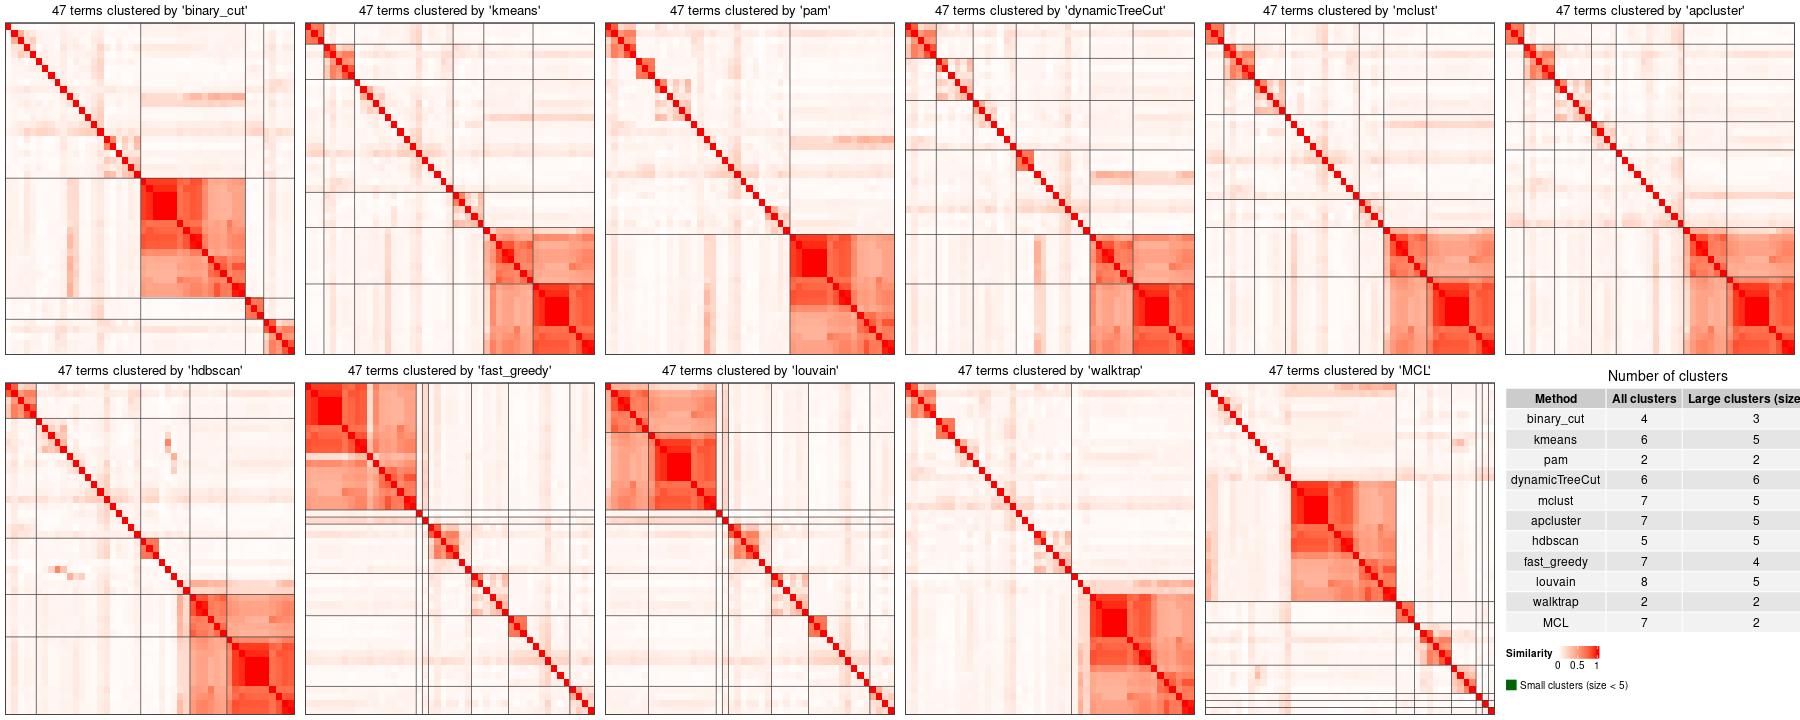 47 terms clustered by 'binary_cut'
47 terms clustered by 'kmeans'
47 terms clustered by 'pam'
47 terms clustered by 'dynamicTreeCut'
47 terms clustered by 'mclust'
47 terms clustered by 'apcluster'
47 terms clustered by 'hdbscan'
47 terms clustered by 'fast_greedy'
47 terms clustered by 'louvain'
47 terms clustered by 'walktrap'
47 terms clustered by 'MCL'
Number of clusters
Method All clusters Large clusters (size
binary_cut 4 3
kmeans 6 5
pam 2 2
dynamicTreeCut 6 6
mclust 7 5
apcluster 7 5
hdbscan 5 5
fast_greedy 7 4
louvain 8 5
walktrap 2 2
MCL 7 2
Similarity
0 0.5 1
Small clusters (size < 5)